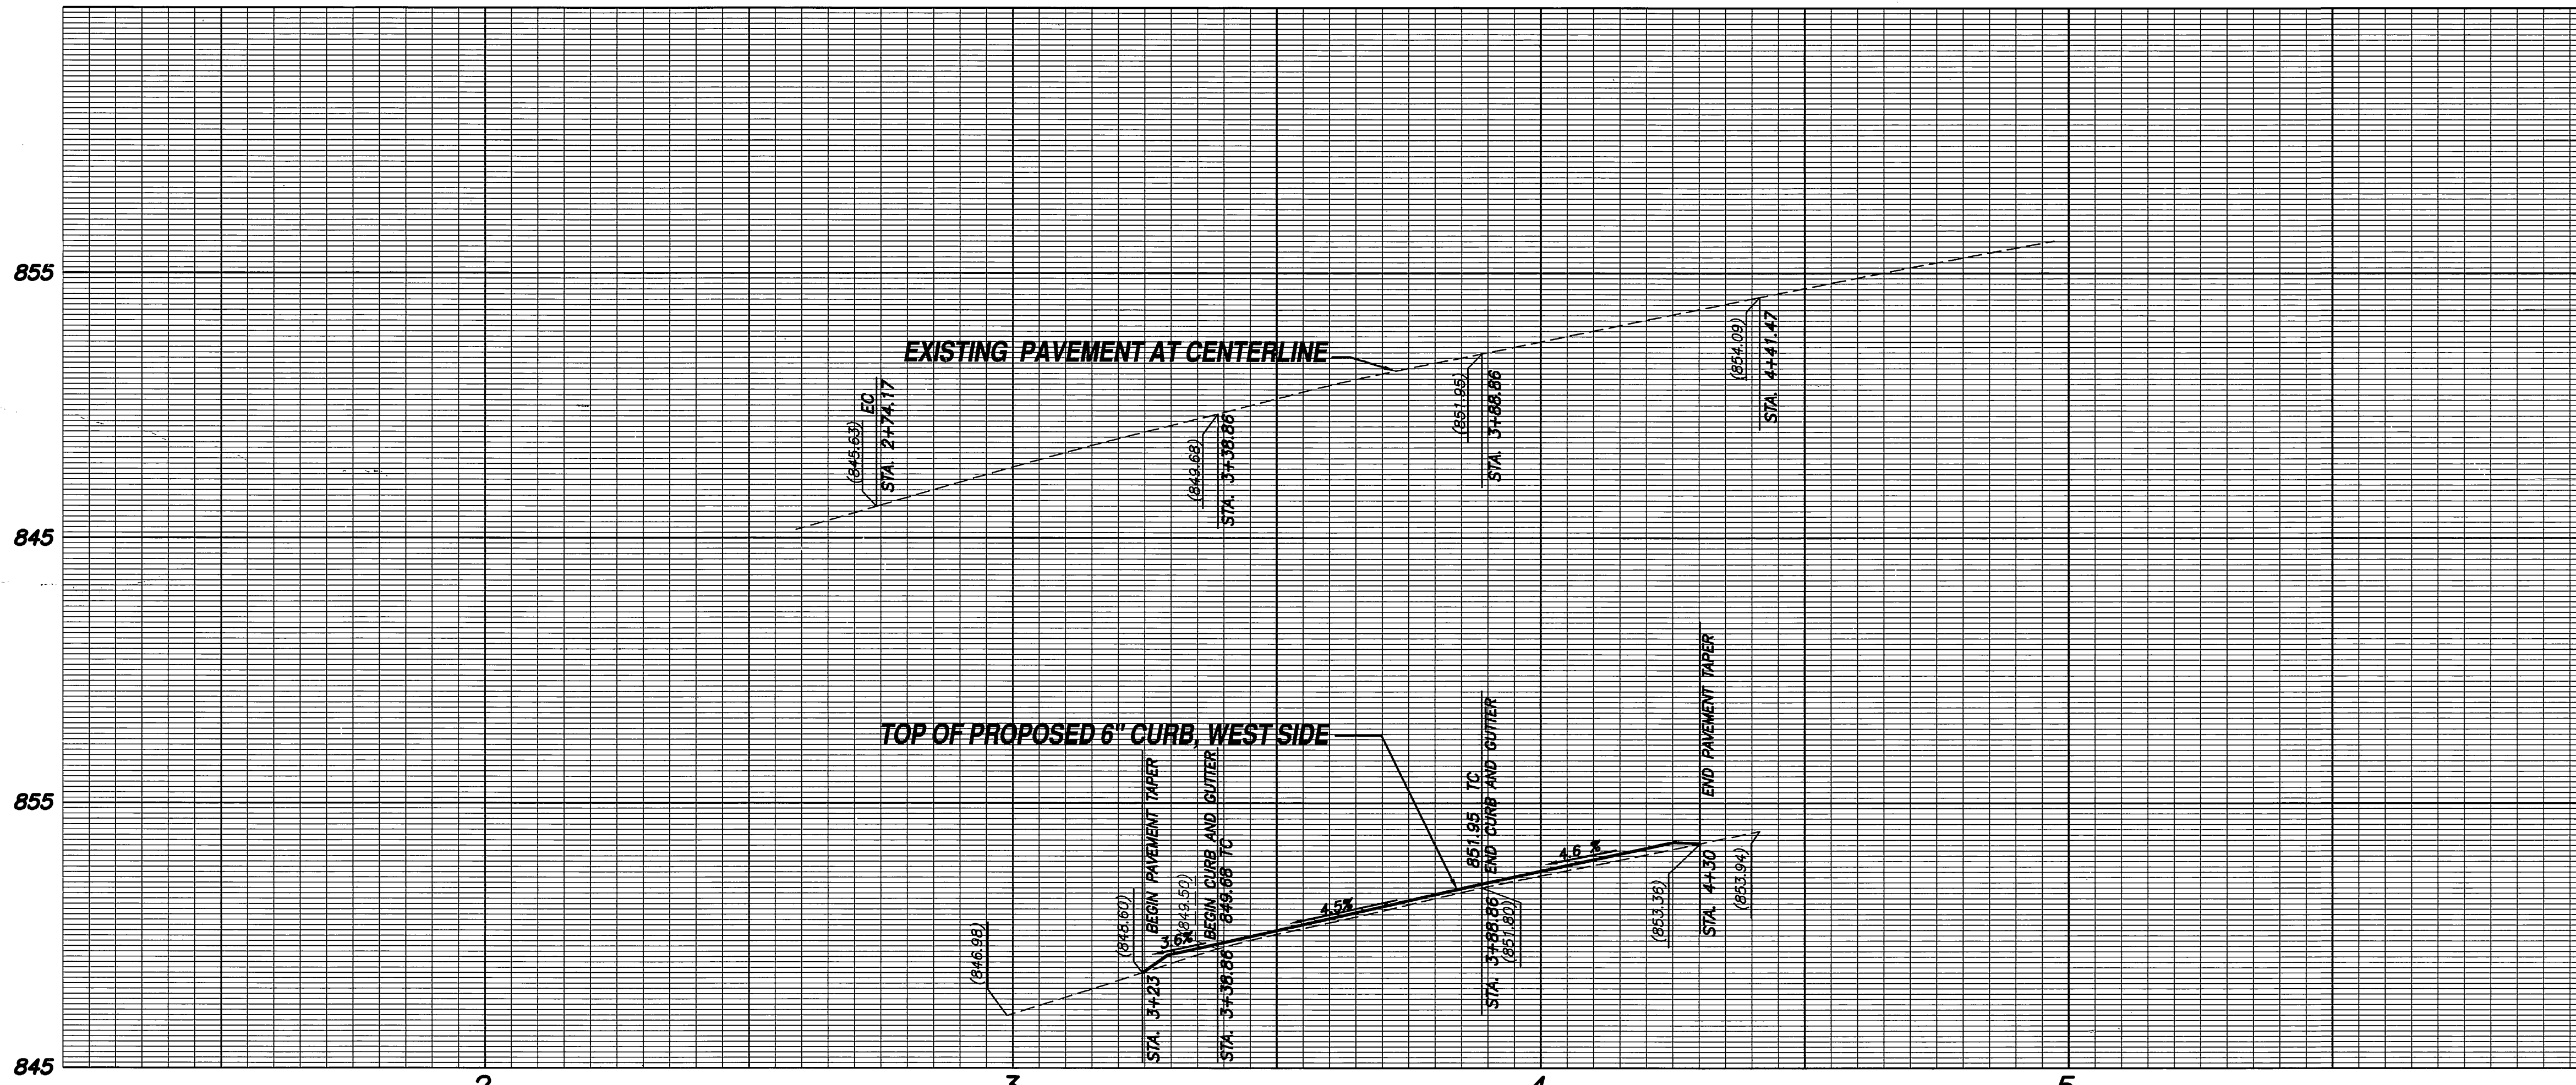 855
EXISTING PAVEMENT AT CENTERLINE
(845.63)
EC
STA. 2+74.17
(849.68)
STA. 3+38.86
(851.95)
STA. 3+88.86
(854.09)
STA. 4+41.47
845
TOP OF PROPOSED 6" CURB, WEST SIDE
855
(846.98)
(848.60)
STA. 3+23 BEGIN PAVEMENT TAPER
3.6%
(849.50)
BEGIN CURB AND GUTTER
STA. 3+38.86 849.68 TC
4.5%
851.95 TC
STA. 3+88.86 END CURB AND GUTTER
(851.80)
4.6 %
(853.36)
STA. 4+30 END PAVEMENT TAPER
(853.94)
845
2 3 4 5